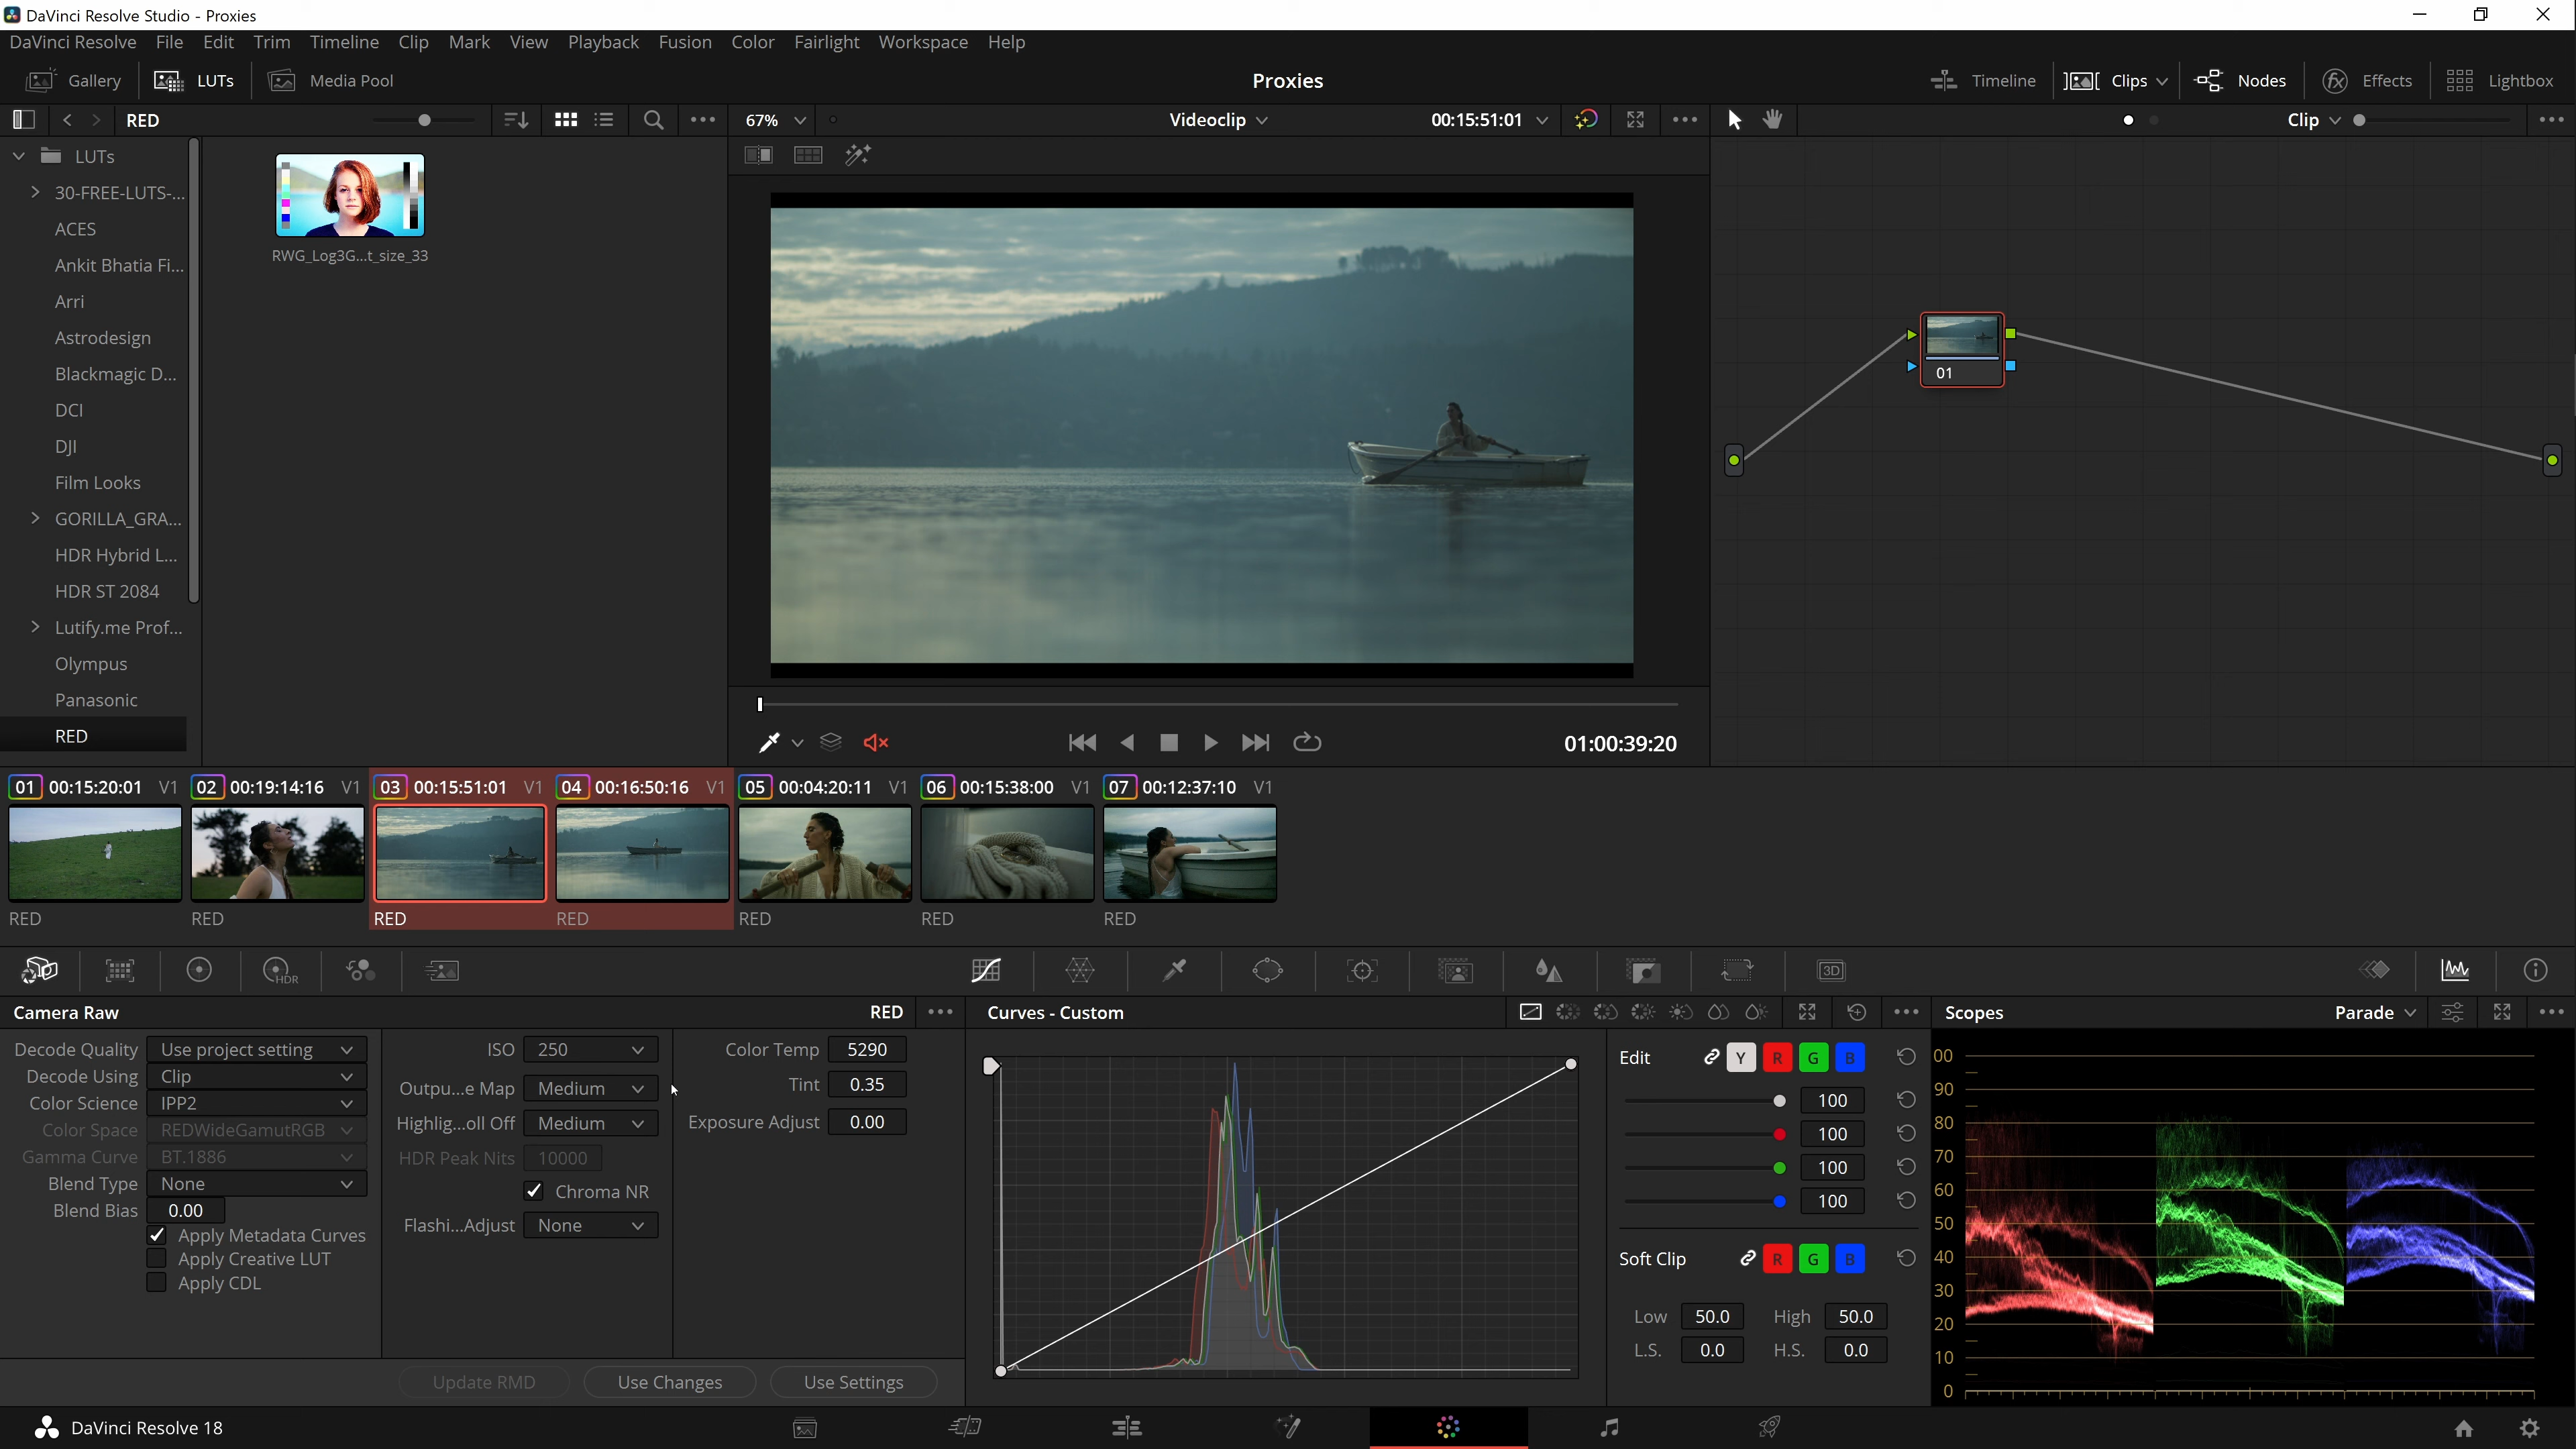 DaVinci Resolve Studio - Proxies
DaVinci Resolve File Edit Trim Timeline Clip Mark View Playback Fusion Color Fairlight Workspace Help
Gallery LUTs Media Pool Proxies Timeline Clips Nodes Effects Lightbox
RED 67% Videoclip 00:15:51:01 Clip
LUTs
30-FREE-LUTS-...
ACES
Ankit Bhatia Fi...
Arri
Astrodesign
Blackmagic D...
DCI
DJI
Film Looks
GORILLA_GRA...
HDR Hybrid L...
HDR ST 2084
Lutify.me Prof...
Olympus
Panasonic
RED
RWG_Log3G...t_size_33
01
01:00:39:20
01 00:15:20:01 V1 02 00:19:14:16 V1 03 00:15:51:01 V1 04 00:16:50:16 V1 05 00:04:20:11 V1 06 00:15:38:00 V1 07 00:12:37:10 V1
RED RED RED RED RED RED RED
HDR 3D
Camera Raw RED
Decode Quality Use project setting
Decode Using Clip
Color Science IPP2
Color Space REDWideGamutRGB
Gamma Curve BT.1886
Blend Type None
Blend Bias 0.00
Apply Metadata Curves
Apply Creative LUT
Apply CDL
ISO 250
Outpu...e Map Medium
Highlig...oll Off Medium
HDR Peak Nits 10000
Chroma NR
Flashi...Adjust None
Color Temp 5290
Tint 0.35
Exposure Adjust 0.00
Update RMD Use Changes Use Settings
Curves - Custom
Edit Y R G B
100
100
100
100
Soft Clip R G B
Low 50.0 High 50.0
L.S. 0.0 H.S. 0.0
Scopes Parade
00
90
80
70
60
50
40
30
20
10
0
DaVinci Resolve 18